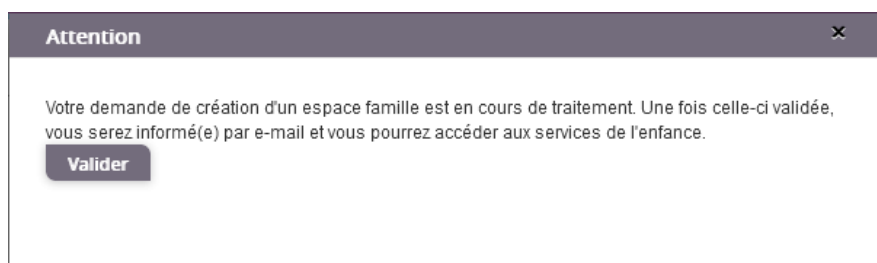 Attention
Votre demande de création d'un espace famille est en cours de traitement. Une fois celle-ci validée,
vous serez informé(e) par e-mail et vous pourrez accéder aux services de l'enfance.
Valider